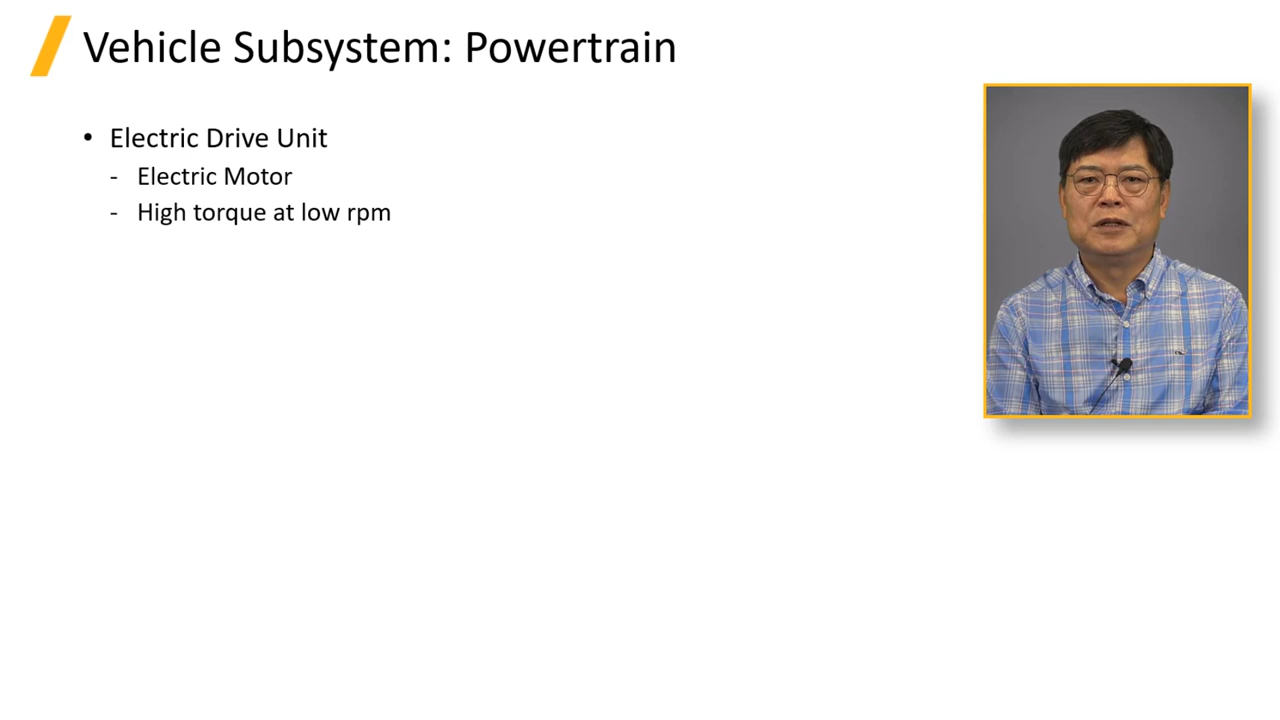 Vehicle Subsystem: Powertrain
• Electric Drive Unit
- Electric Motor
- High torque at low rpm